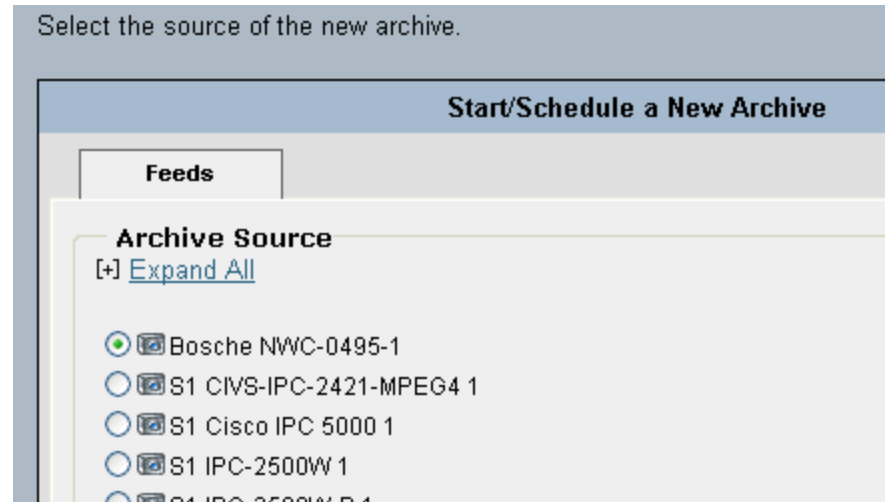 Select the source of the new archive.
Start/Schedule a New Archive
Feeds
Archive Source
[+] Expand All
Bosche NWC-0495-1
S1 CIVS-IPC-2421-MPEG4 1
S1 Cisco IPC 5000 1
S1 IPC-2500W 1